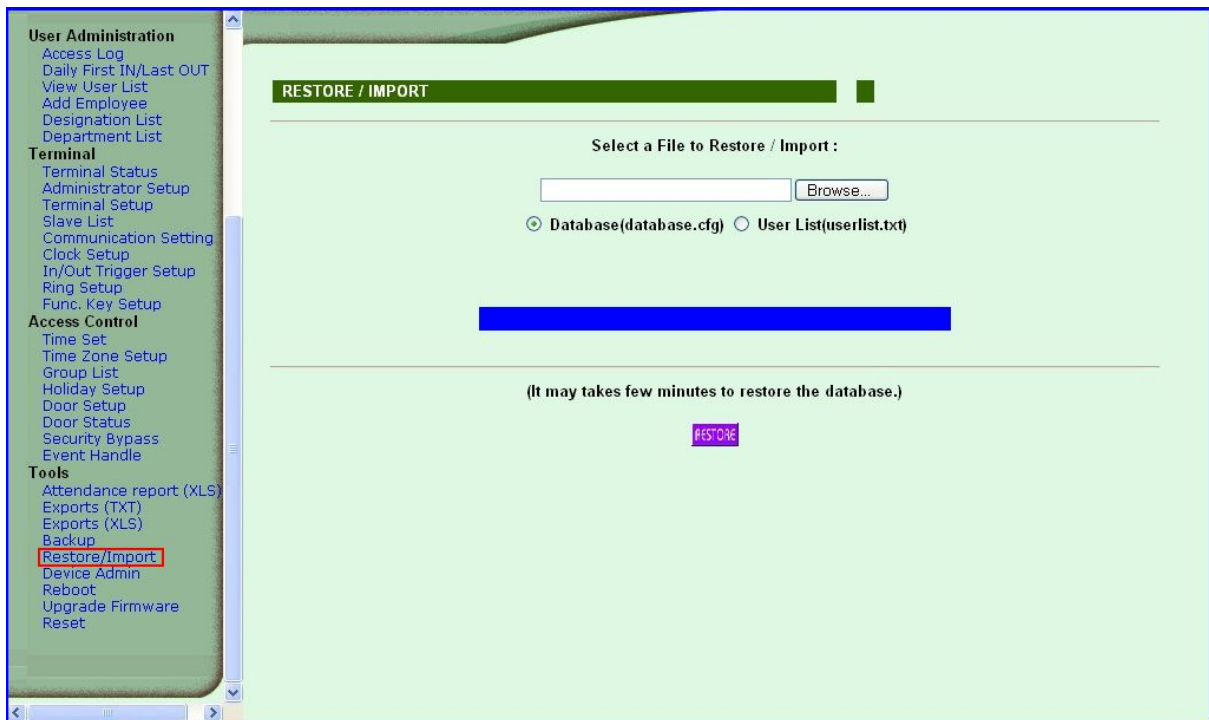 User Administration
Access Log
Daily First IN/Last OUT
View User List
Add Employee
Designation List
Department List
Terminal
Terminal Status
Administrator Setup
Terminal Setup
Slave List
Communication Setting
Clock Setup
In/Out Trigger Setup
Ring Setup
Func. Key Setup
Access Control
Time Set
Time Zone Setup
Group List
Holiday Setup
Door Setup
Door Status
Security Bypass
Event Handle
Tools
Attendance report (XLS)
Exports (TXT)
Exports (XLS)
Backup
Restore/Import
Device Admin
Reboot
Upgrade Firmware
Reset
RESTORE / IMPORT
Select a File to Restore / Import :
Browse...
Database(database.cfg) User List(userlist.txt)
(It may takes few minutes to restore the database.)
RESTORE